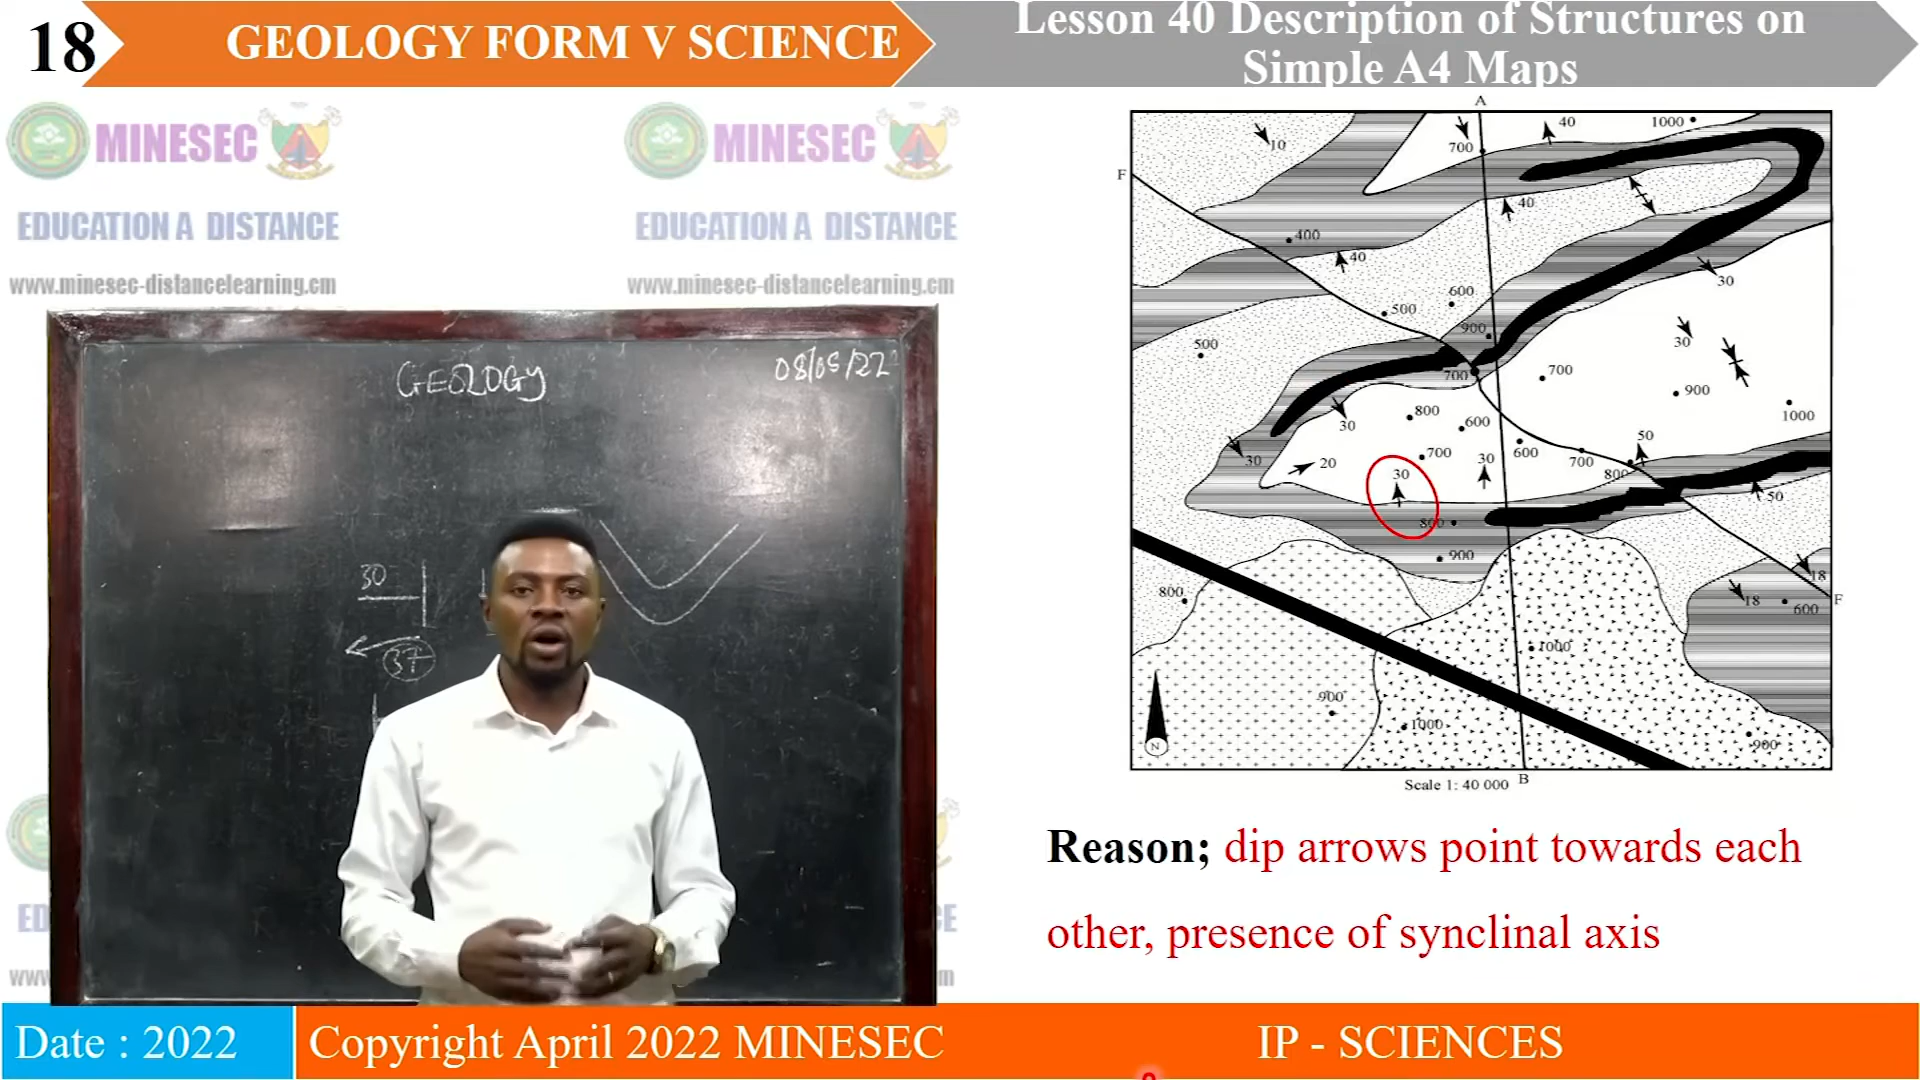 18
GEOLOGY FORM V SCIENCE
Lesson 40 Description of Structures on
Simple A4 Maps
MINESEC
MINESEC
EDUCATION A DISTANCE
EDUCATION A DISTANCE
www.minesec-distancelearning.cm
www.minesec-distancelearning.cm
GEOLOGY
08/05/22
30
37
A
40
1000
10
700
F
40
400
40
30
600
500
900
500
30
700
700
900
1000
800
600
30
50
600
700
30
20
700
30
800
30
50
800
900
18
800
18
600
F
1000
900
1000
900
N
Scale 1: 40 000
B
Reason; dip arrows point towards each
other, presence of synclinal axis
Date : 2022
Copyright April 2022 MINESEC
IP - SCIENCES